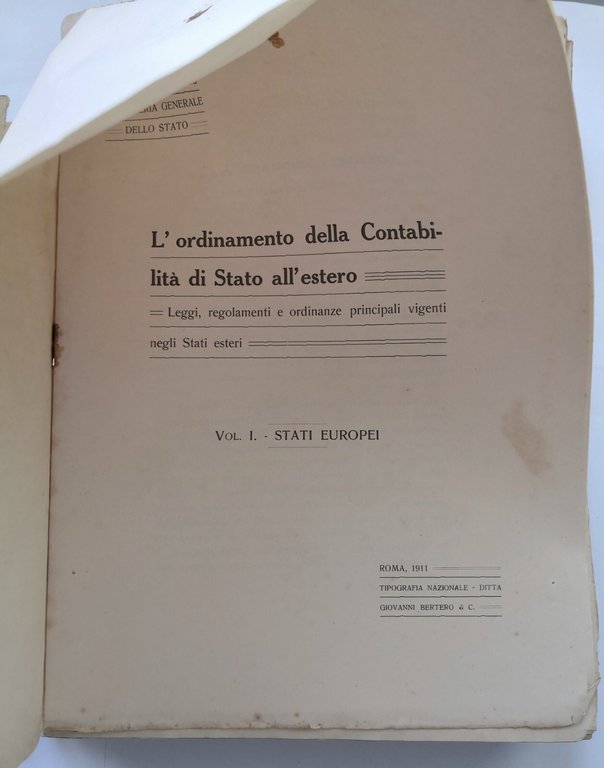 GENERALE
DELLO STATO
L' ordinamento della Contabi-
lità di Stato all'estero
Leggi, regolamenti e ordinanze principali vigenti
negli Stati esteri
VOL. I. - STATI EUROPEI
ROMA, 1911
TIPOGRAFIA NAZIONALE - DITTA
GIOVANNI BERTERO & C.